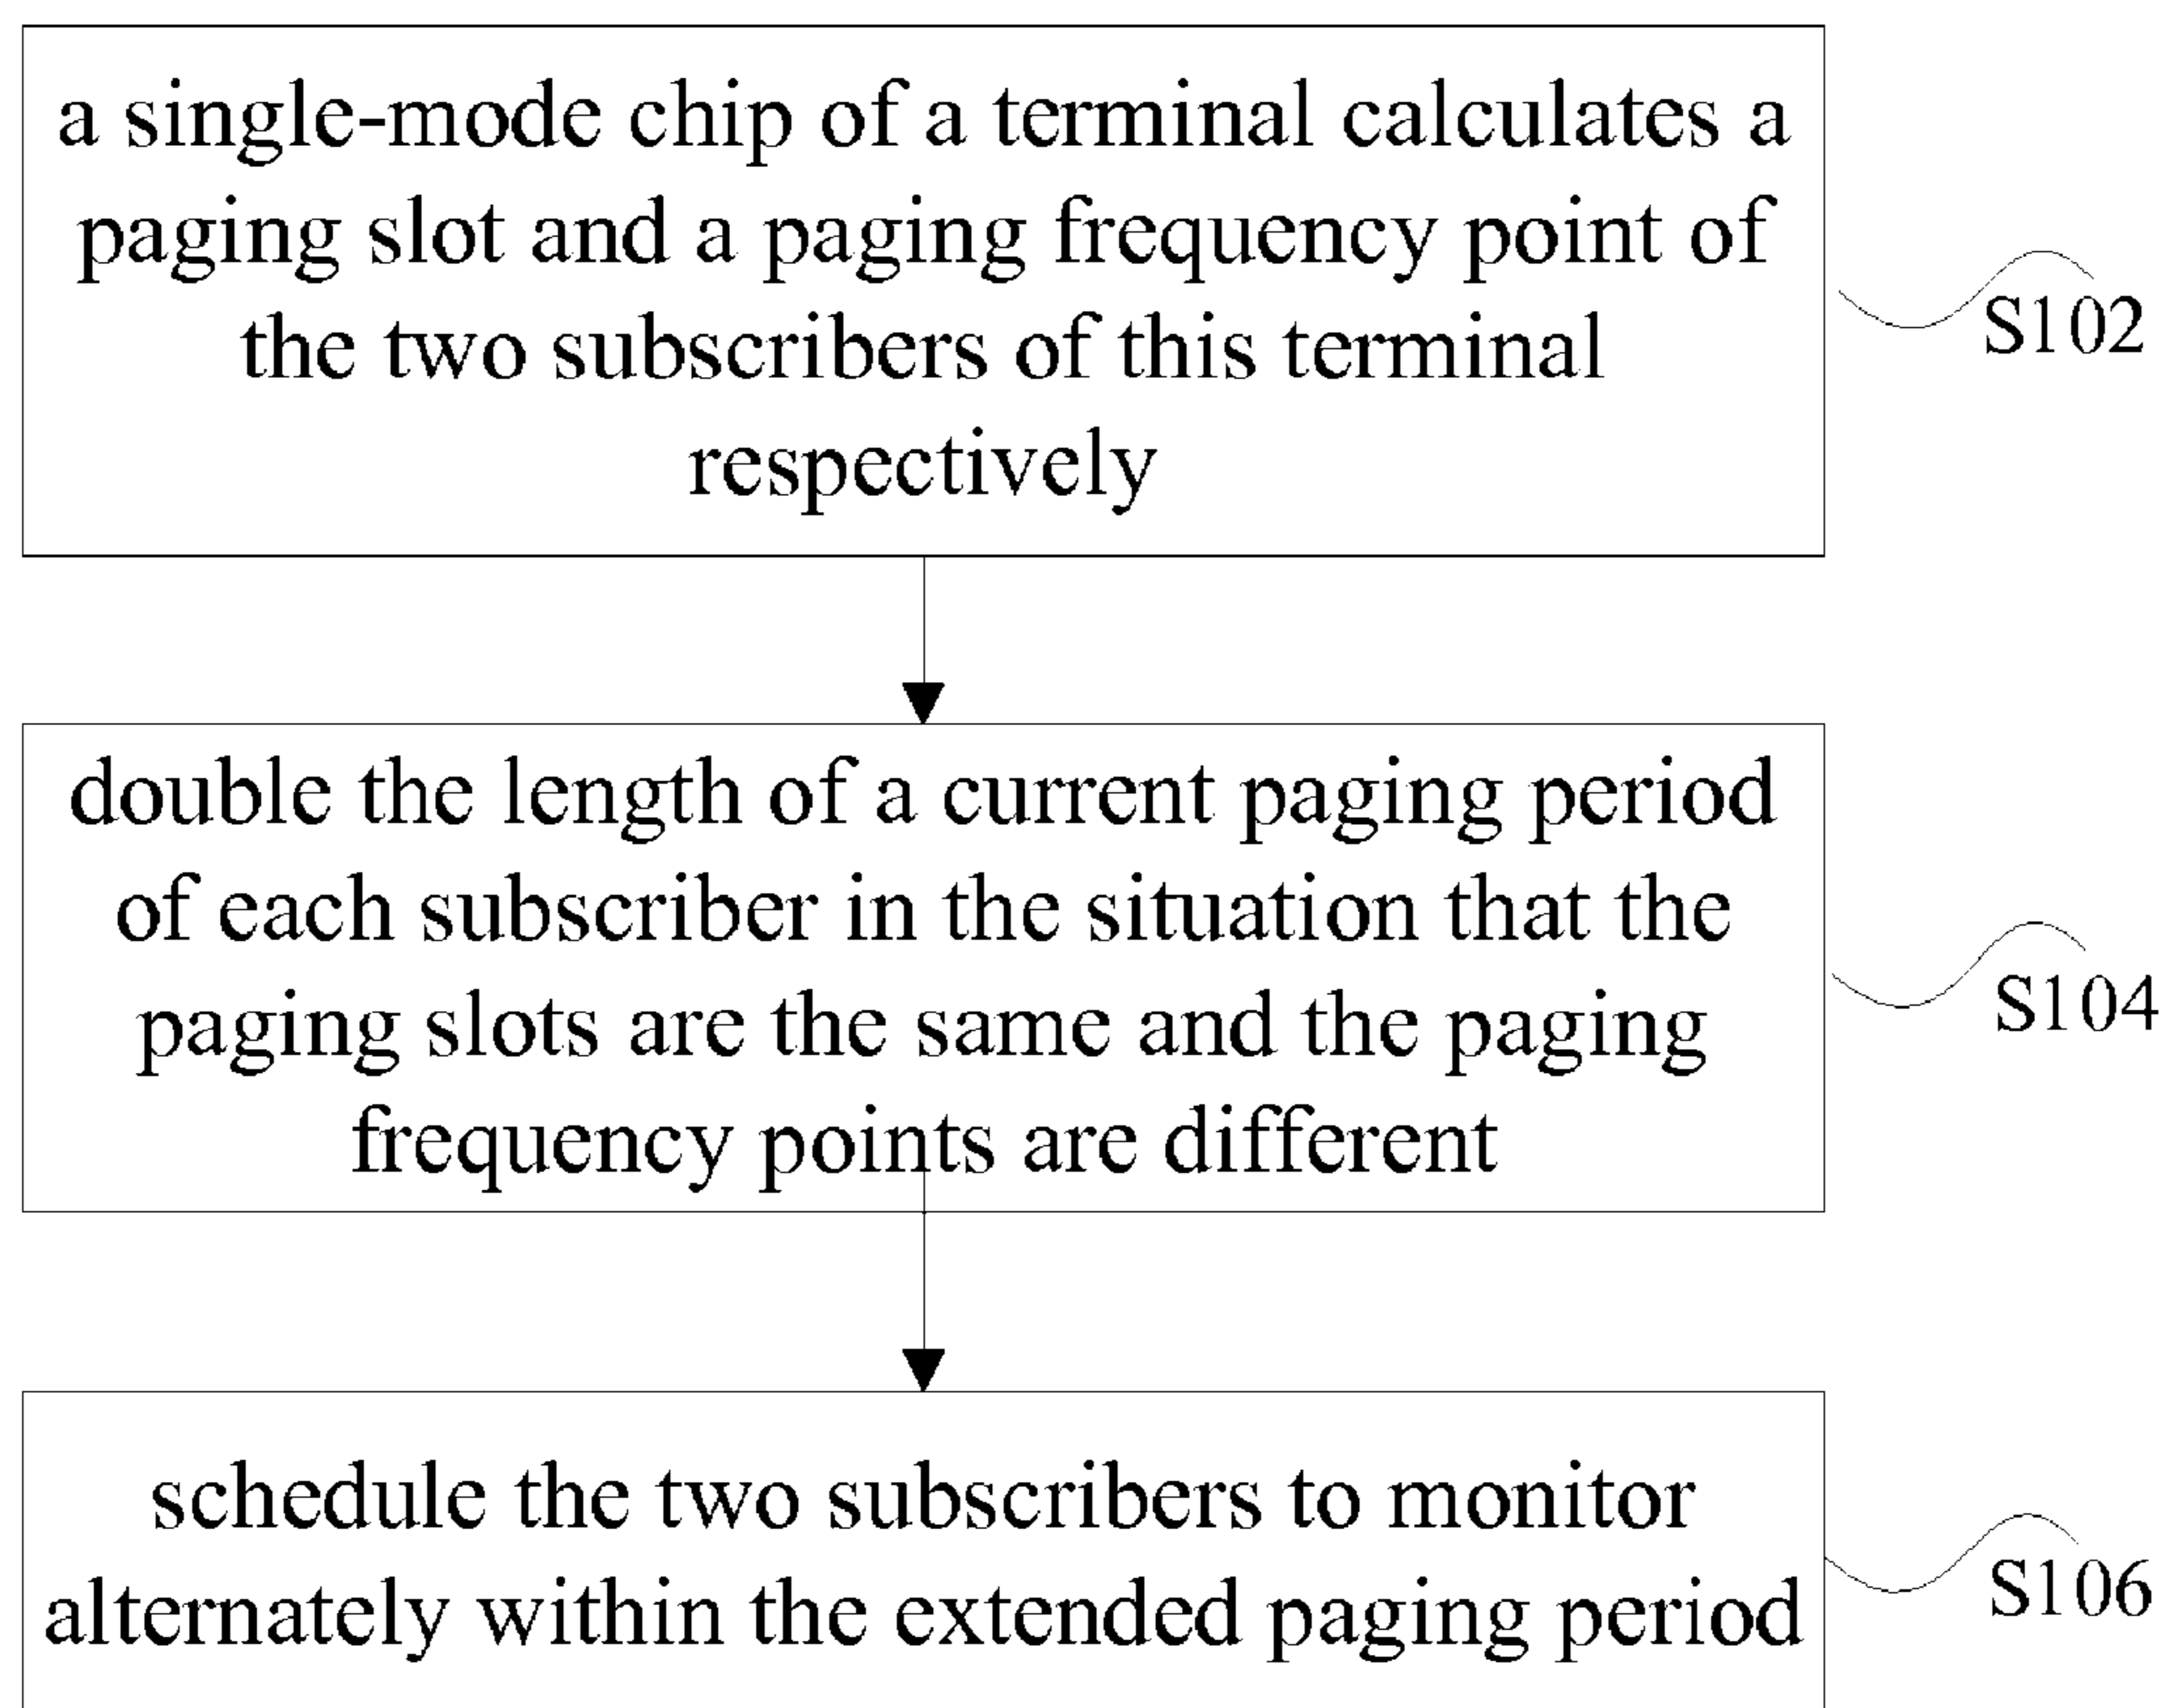 a single-mode chip of a terminal calculates a
paging slot and a paging frequency point of
the two subscribers of this terminal
respectively
S102
double the length of a current paging period
of each subscriber in the situation that the
paging slots are the same and the paging
frequency points are different
S104
schedule the two subscribers to monitor
alternately within the extended paging period
S106